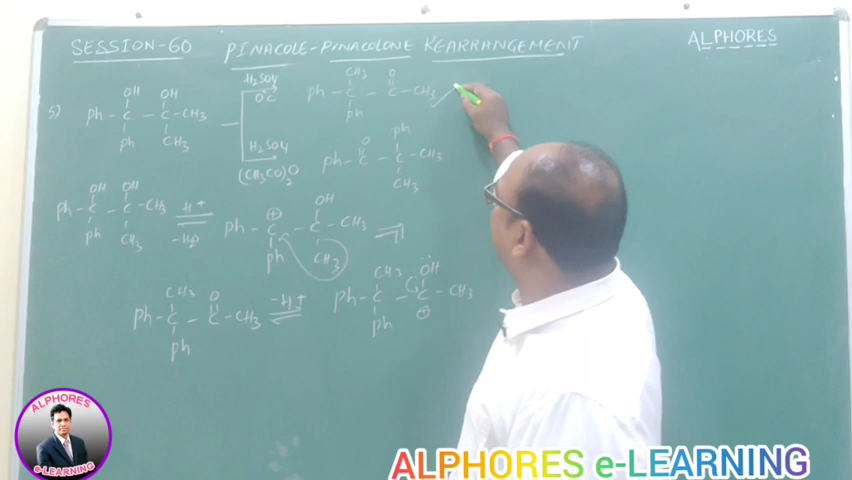 SESSION-60 PINACOLE-PINACOLONE REARRANGEMENT
ALPHORES
5)
OH OH
ph - C - C - CH3
ph CH3
H2SO4
0°C
CH3 O
ph - C - C - CH3
ph
H2SO4
(CH3CO)2O
O ph
ph - C - C - CH3
CH3
OH OH
ph - C - C - CH3
ph CH3
H+
-H2O
⊕ OH
ph - C - C - CH3
ph CH3
CH3 OH
ph - C - C - CH3
ph ⊕
-H+
CH3 O
ph - C - C - CH3
ph
ALPHORES
e-LEARNING
ALPHORES e-LEARNING